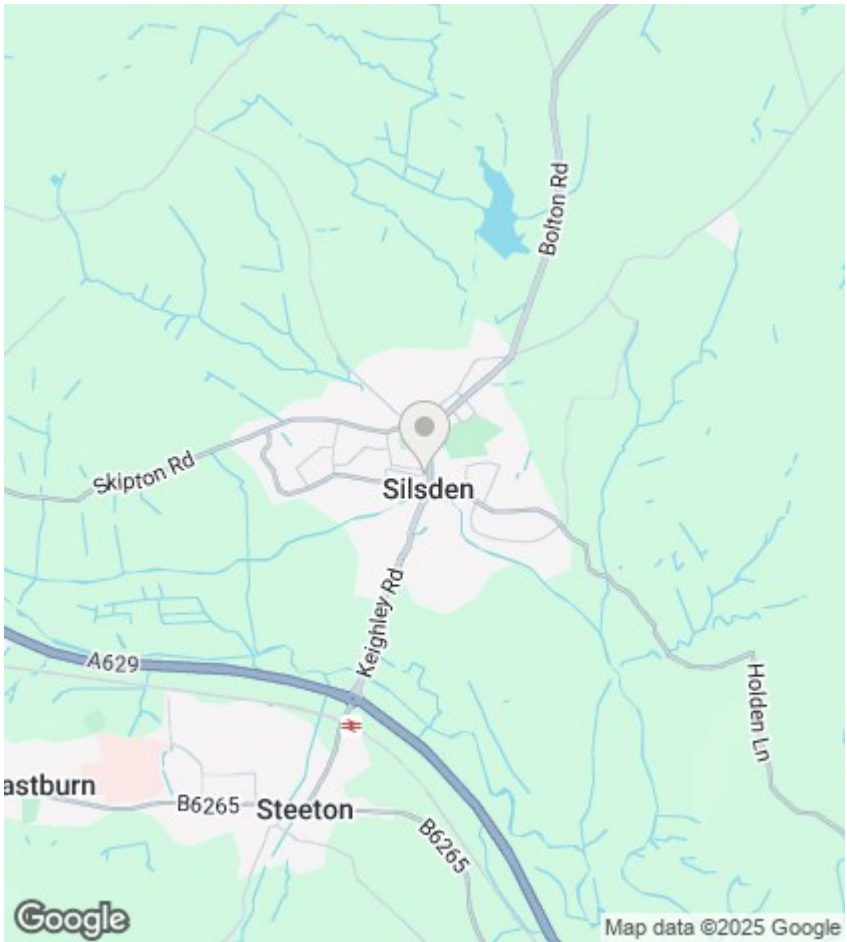 Bolton Rd
Skipton Rd
Silsden
Keighley Rd
A629
Holden Ln
astburn
B6265
Steeton
B6265
Google
Map data ©2025 Google